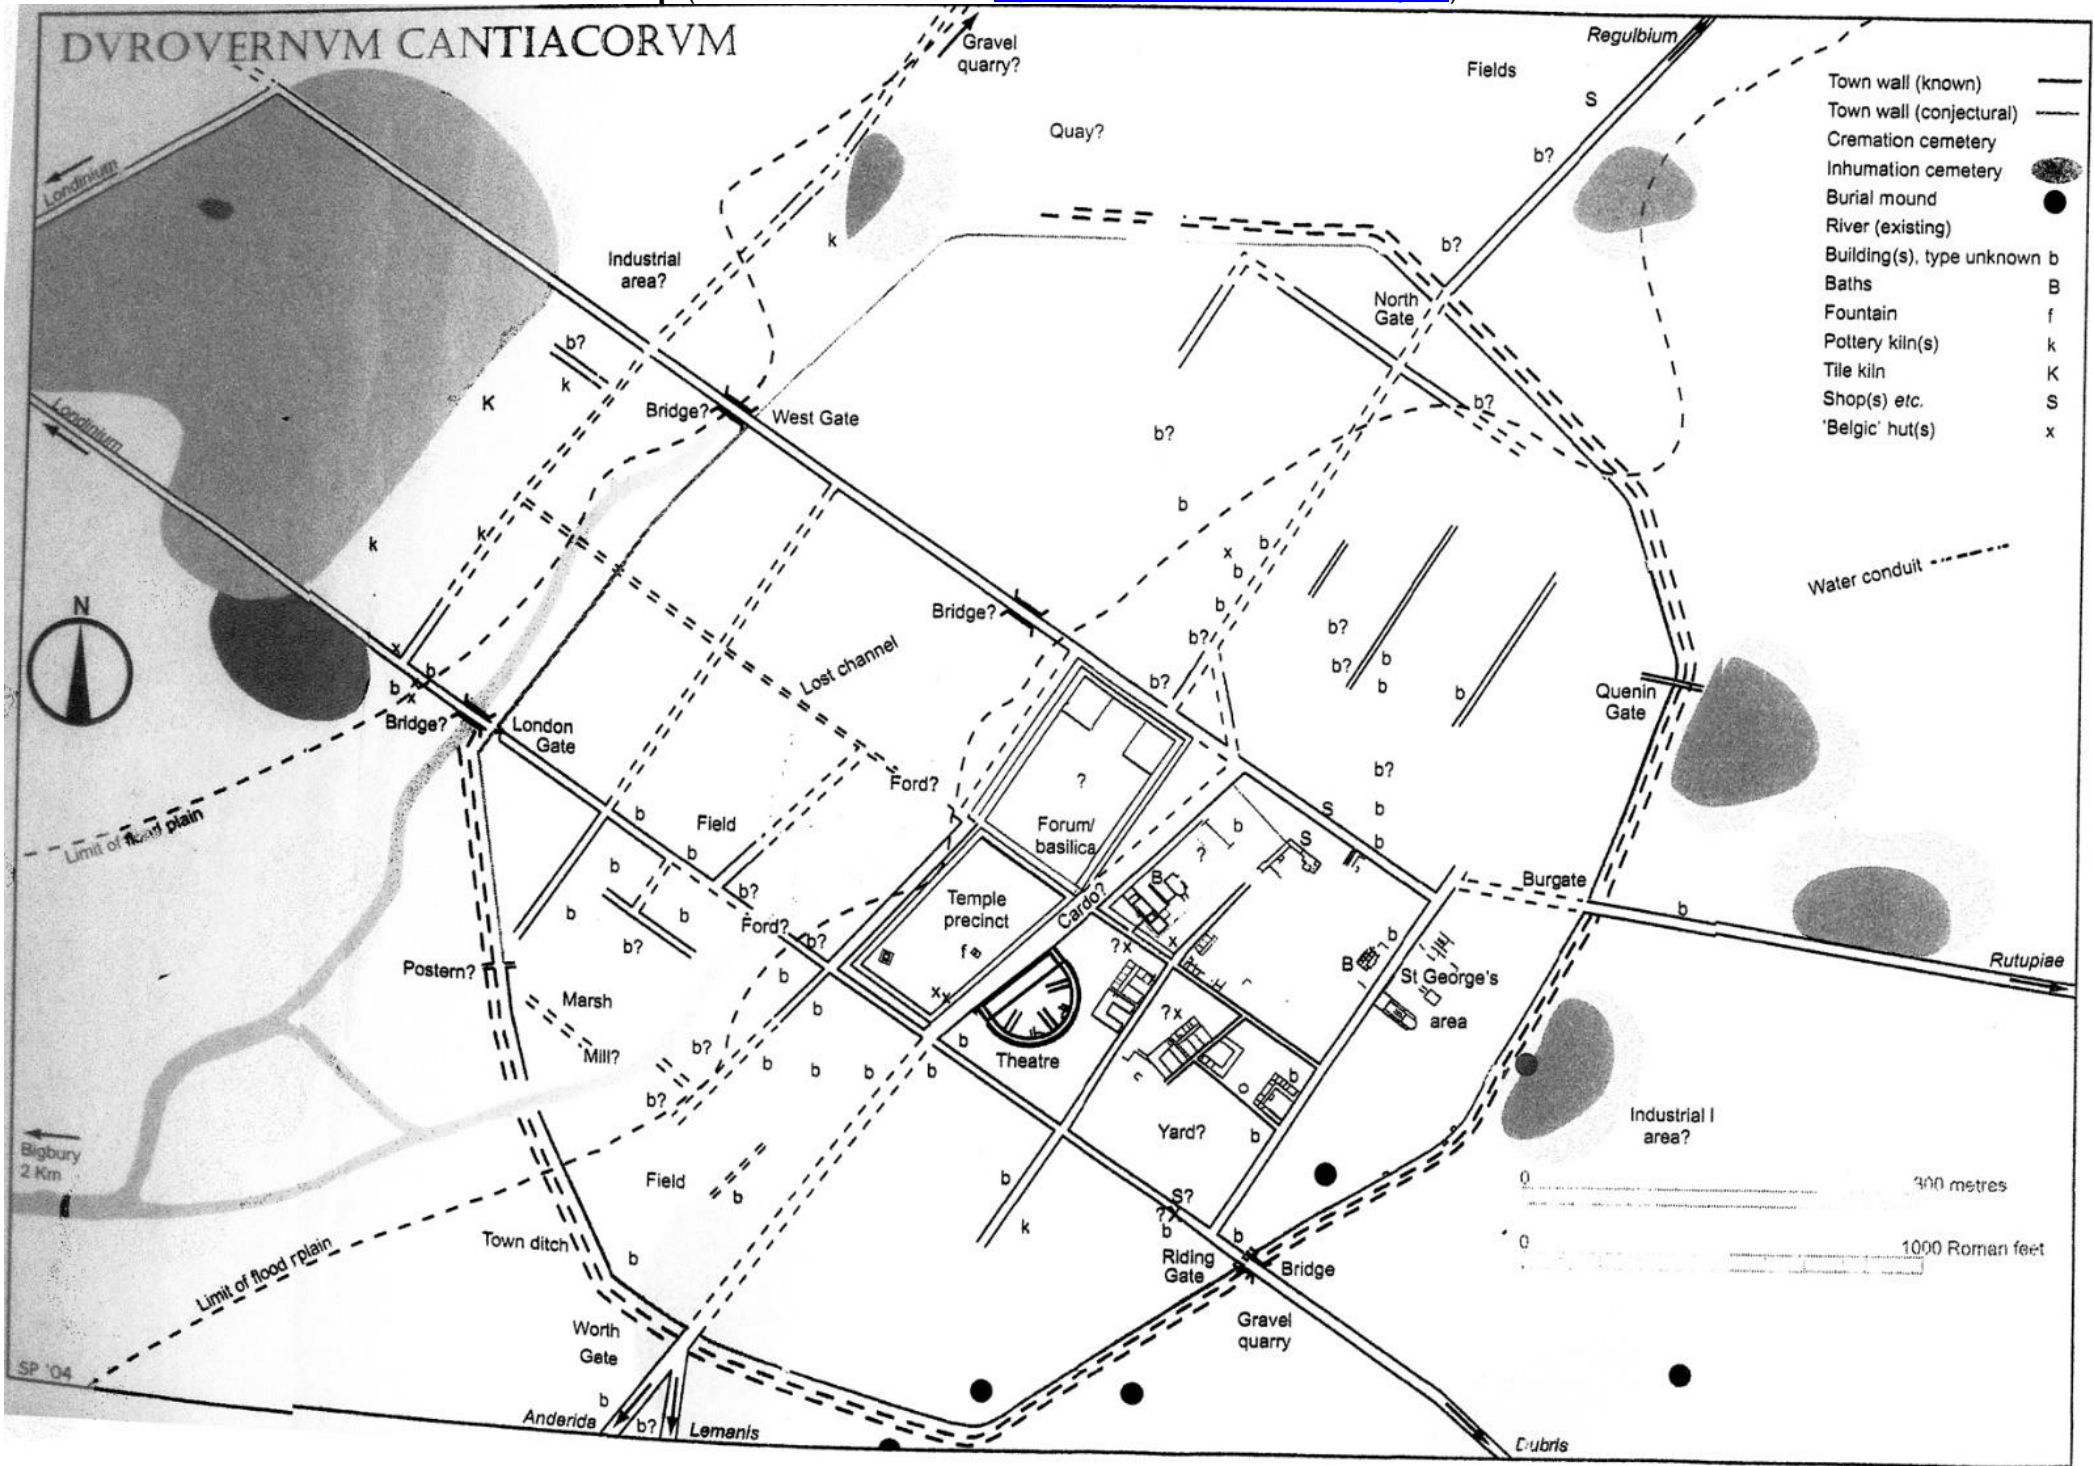 DVROVERNVM CANTIACORVM
Gravel
quarry?
Regulbium
Fields
S
Quay?
b?
Town wall (known)
Town wall (conjectural)
Cremation cemetery
Inhumation cemetery
Burial mound
River (existing)
Building(s), type unknown b
Baths B
Fountain f
Pottery kiln(s) k
Tile kiln K
Shop(s) etc. S
'Belgic' hut(s) x
Londinium
k
Industrial
area?
b?
North
Gate
b?
k
K
Bridge?
West Gate
b?
b?
Londinium
k
k
b
x b
b
Water conduit
N
b
Bridge?
b?
b?
b?
b
b
b
b?
Lost channel
x
b
b
x
Bridge?
London
Gate
Quenin
Gate
Ford?
?
b?
b
b
S
S
Limit of flood plain
b
Field
b
Forum/
basilica
b
?
b
b?
Ford?
b?
Temple
precinct
f
Cardo?
B
Burgate
b
b
b
b?
Postern?
b
b
x x
? x
x
B
b
St George's
area
Rutupiae
Marsh
Mill?
b?
b?
b
b
b
b
b
Theatre
? x
b
Yard?
b
Industrial l
area?
Bigbury
2 Km
Field
b
b
k
S?
?x
b
b
0
300 metres
0
1000 Roman feet
Town ditch
b
Limit of flood rplain
Riding
Gate
Bridge
Gravel
quarry
Worth
Gate
SP '04
b
Anderida
b?
Lemanis
Dubris